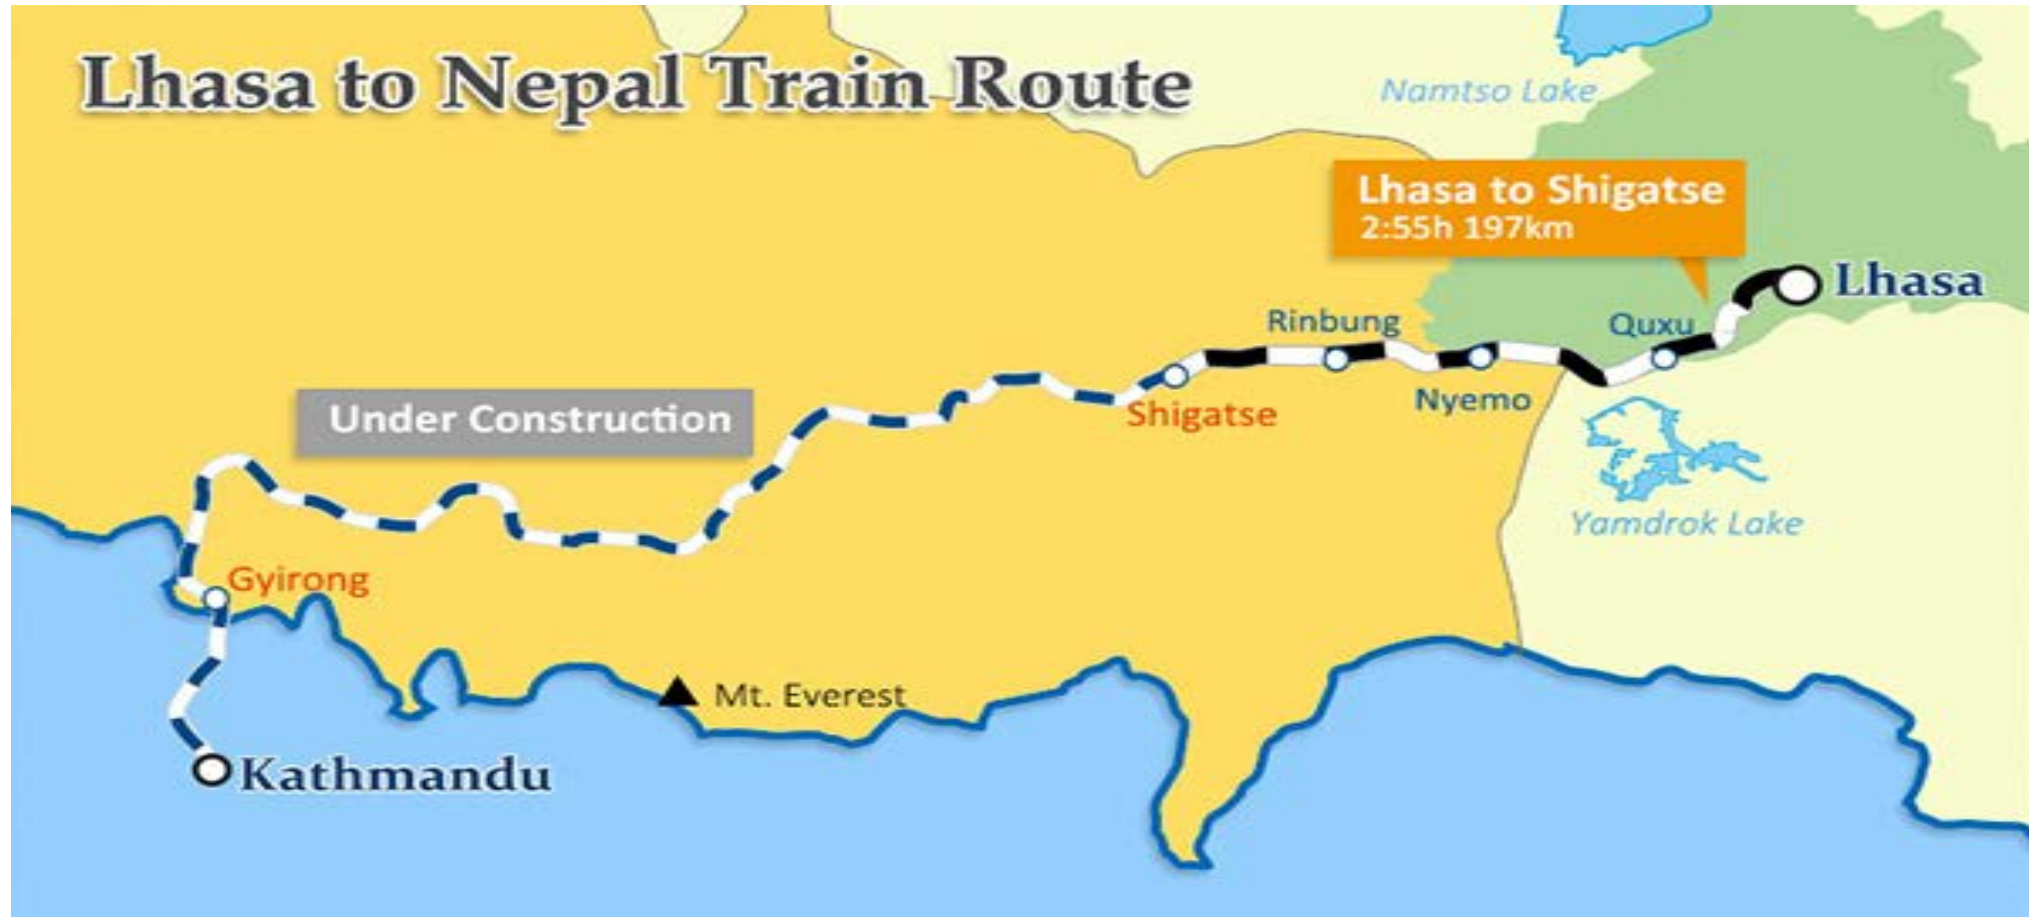 Lhasa to Nepal Train Route
Namtso Lake
Lhasa to Shigatse
2:55h 197km
Lhasa
Rinbung
Quxu
Nyemo
Shigatse
Under Construction
Yamdrok Lake
Gyirong
Mt. Everest
Kathmandu